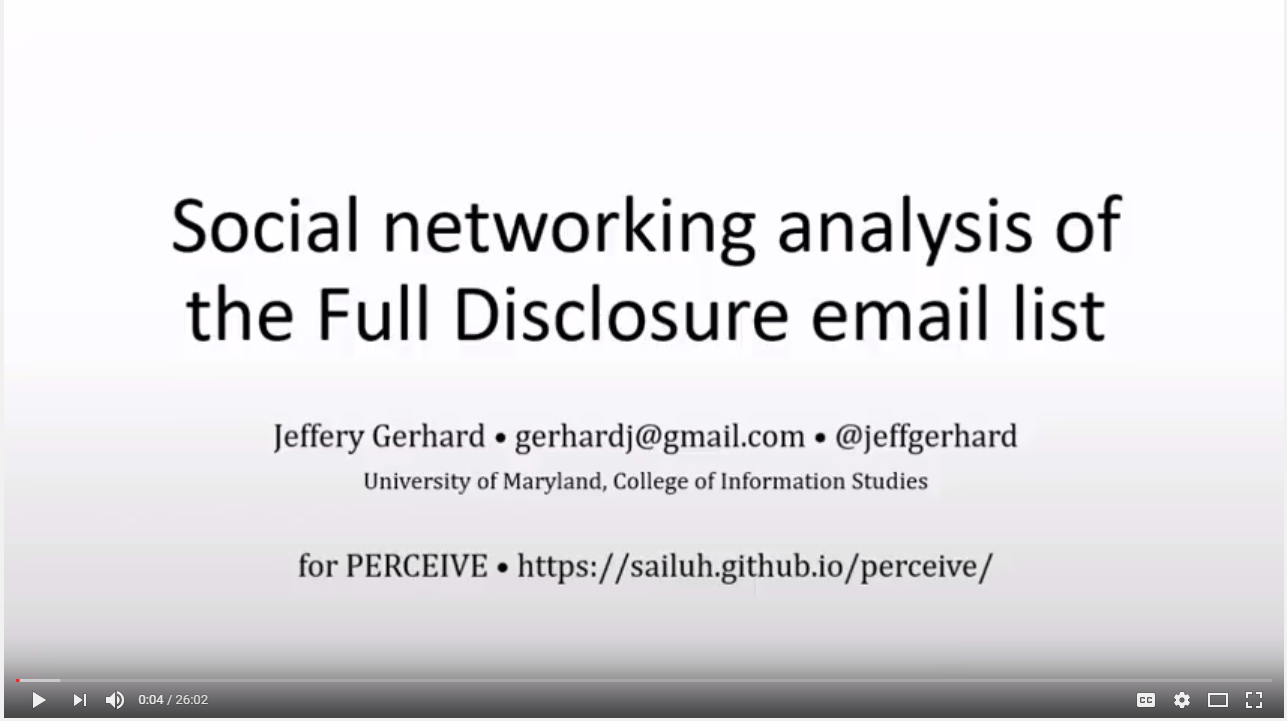 Social networking analysis of
the Full Disclosure email list
Jeffery Gerhard • gerhardj@gmail.com • @jeffgerhard
University of Maryland, College of Information Studies
for PERCEIVE • https://sailuh.github.io/perceive/
0:04 / 26:02
CC